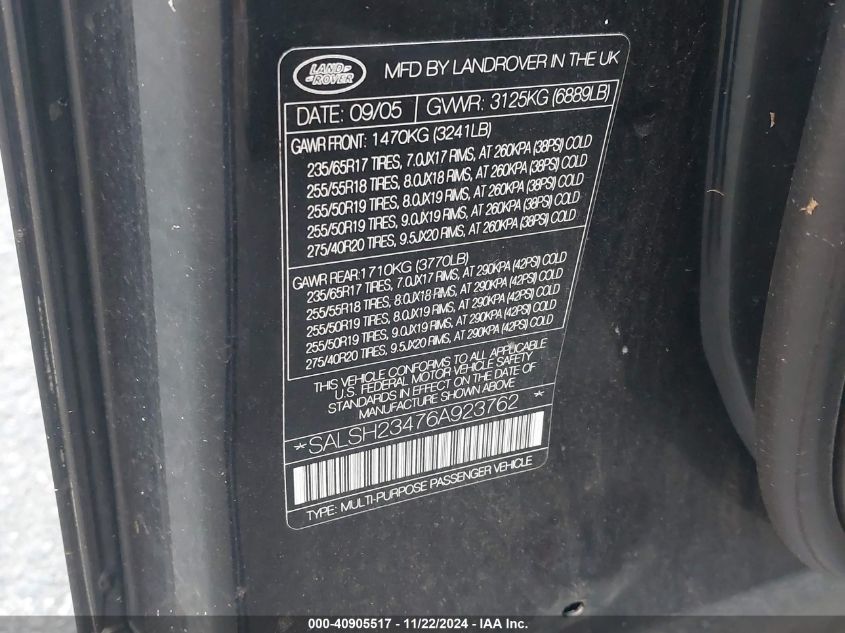 LAND ROVER
MFD BY LANDROVER IN THE UK
DATE: 09/05 GVWR: 3125KG (6889LB)
GAWR FRONT: 1470KG (3241LB)
235/65R17 TIRES, 7.0JX17 RIMS, AT 260KPA (38PSI) COLD
255/55R18 TIRES, 8.0JX18 RIMS, AT 260KPA (38PSI) COLD
255/50R19 TIRES, 8.0JX19 RIMS, AT 260KPA (38PSI) COLD
255/50R19 TIRES, 9.0JX19 RIMS, AT 260KPA (38PSI) COLD
275/40R20 TIRES, 9.5JX20 RIMS, AT 260KPA (38PSI) COLD
GAWR REAR: 1710KG (3770LB)
235/65R17 TIRES, 7.0JX17 RIMS, AT 290KPA (42PSI) COLD
255/55R18 TIRES, 8.0JX18 RIMS, AT 290KPA (42PSI) COLD
255/50R19 TIRES, 8.0JX19 RIMS, AT 290KPA (42PSI) COLD
255/50R19 TIRES, 9.0JX19 RIMS, AT 290KPA (42PSI) COLD
275/40R20 TIRES, 9.5JX20 RIMS, AT 290KPA (42PSI) COLD
THIS VEHICLE CONFORMS TO ALL APPLICABLE
U.S. FEDERAL MOTOR VEHICLE SAFETY
STANDARDS IN EFFECT ON THE DATE OF
MANUFACTURE SHOWN ABOVE
*SALSH23476A923762 *
TYPE: MULTI-PURPOSE PASSENGER VEHICLE
000-40905517 - 11/22/2024 - IAA Inc.